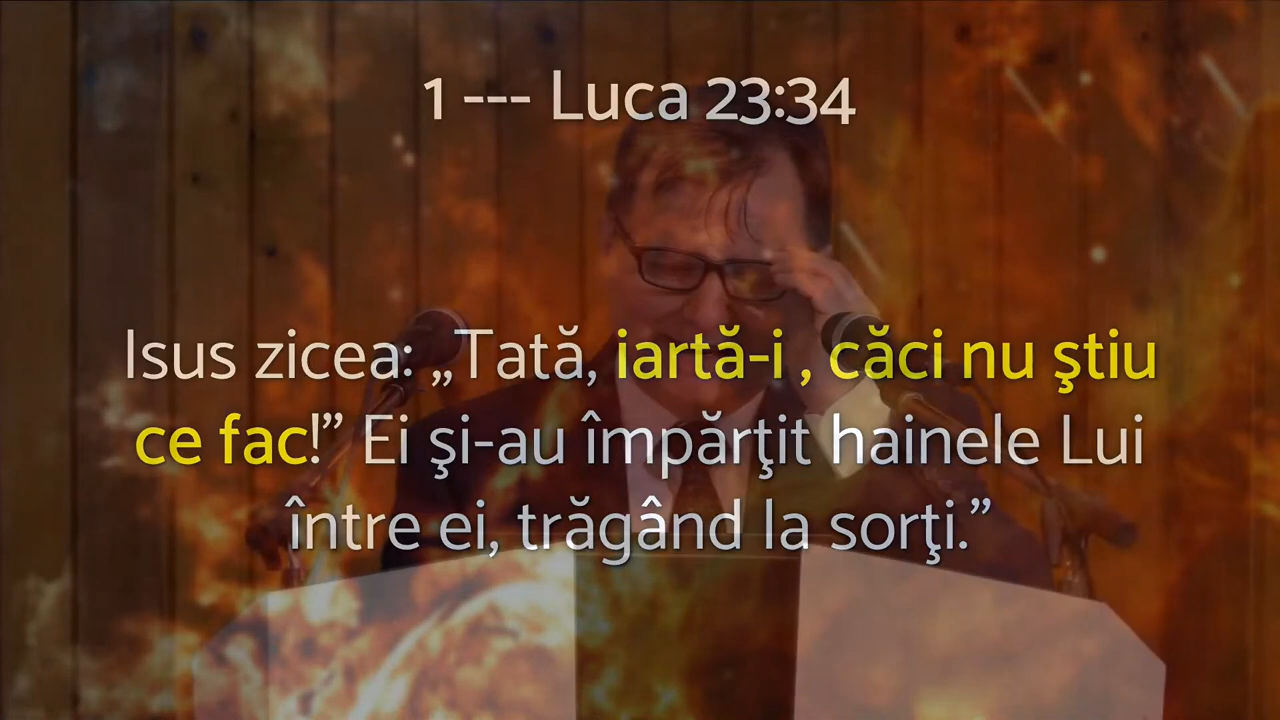 1 --- Luca 23:34
Isus zicea: „Tată, iartă-i , căci nu ştiu
ce fac!” Ei şi-au împărţit hainele Lui
între ei, trăgând la sorţi.”